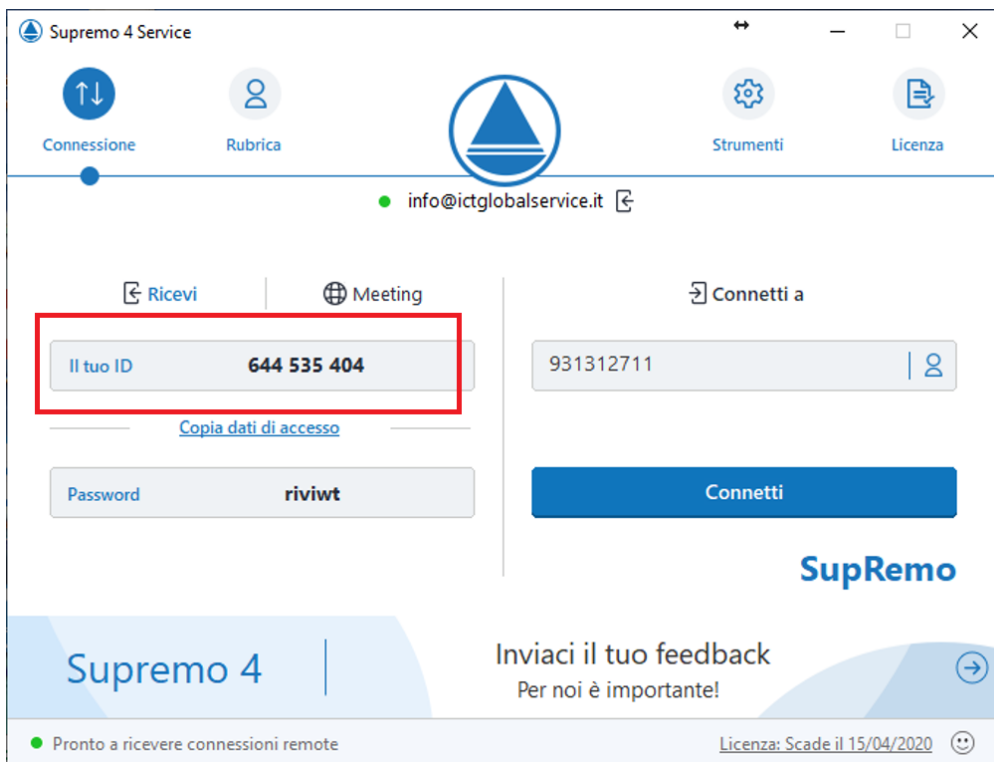 Supremo 4 Service
Connessione
Rubrica
Strumenti
Licenza
info@ictglobalservice.it
Ricevi
Meeting
Il tuo ID 644 535 404
Copia dati di accesso
Password riviwt
Connetti a
931312711
Connetti
SupRemo
Supremo 4
Inviaci il tuo feedback
Per noi è importante!
Pronto a ricevere connessioni remote
Licenza: Scade il 15/04/2020